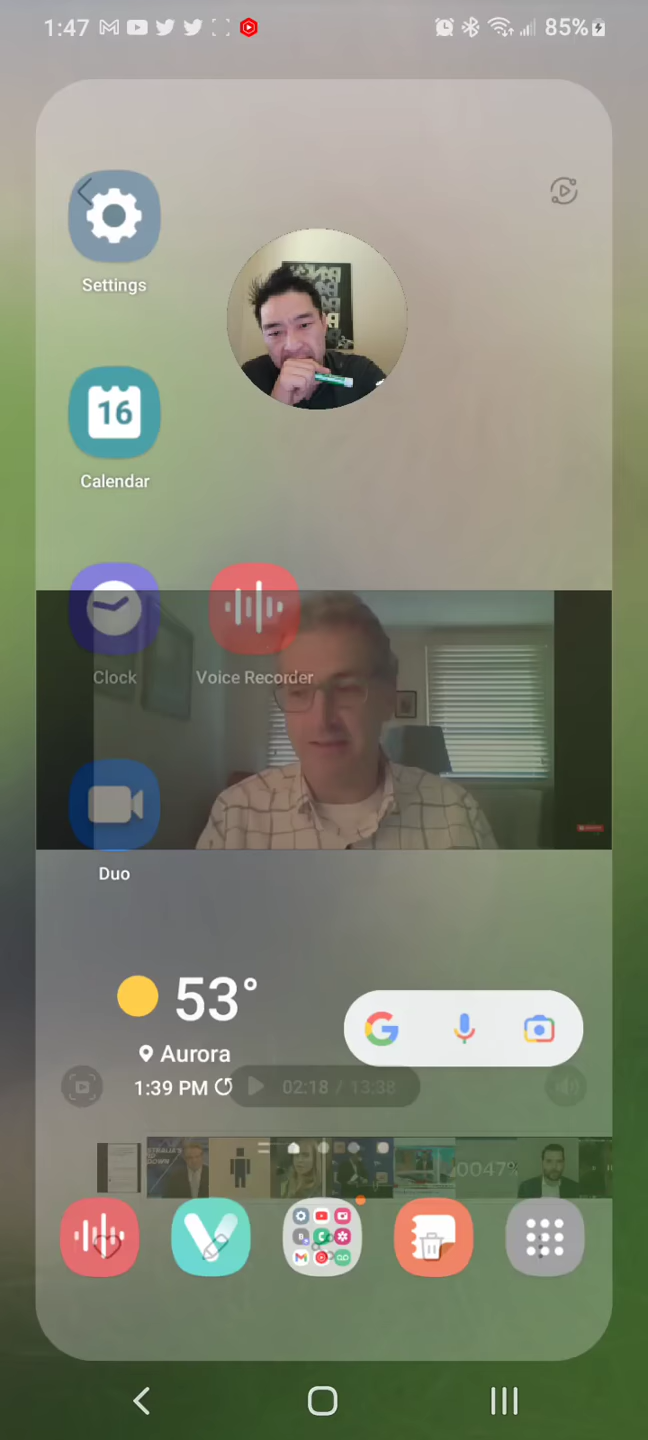 1:47
85%
Settings
16
Calendar
Clock
Voice Recorder
Duo
53°
Aurora
1:39 PM
02:18 / 13:38
0047%